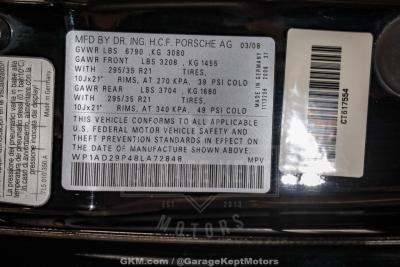 MFD BY DR. ING. H.C.F. PORSCHE AG 03/08
GVWR LBS 6790 , KG 3080
GAWR FRONT LBS 3208 , KG 1455
WITH 295/35 R21 TIRES,
10Jx21" RIMS, AT 270 KPA, 39 PSI COLD
GAWR REAR LBS 3704 , KG 1680
WITH 295/35 R21 TIRES,
10Jx21" RIMS, AT 340 KPA, 49 PSI COLD
THIS VEHICLE CONFORMS TO ALL APPLICABLE
U.S. FEDERAL MOTOR VEHICLE SAFETY AND
THEFT PREVENTION STANDARDS IN EFFECT ON THE
DATE OF MANUFACTURE SHOWN ABOVE.
WP1AD29P48LA72848 MPV
MADE IN GERMANY
CT617554
MOTORS
GKM.com / @GarageKeptMotors